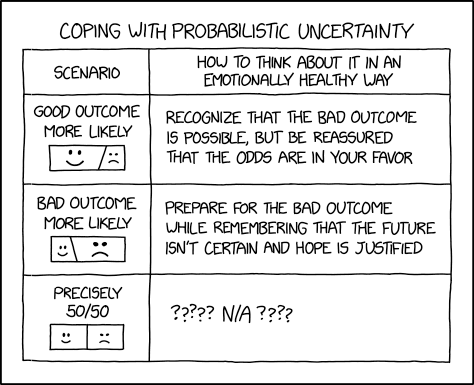 COPING WITH PROBABILISTIC UNCERTAINTY
SCENARIO
HOW TO THINK ABOUT IT IN AN
EMOTIONALLY HEALTHY WAY
GOOD OUTCOME
MORE LIKELY
RECOGNIZE THAT THE BAD OUTCOME
IS POSSIBLE, BUT BE REASSURED
THAT THE ODDS ARE IN YOUR FAVOR
BAD OUTCOME
MORE LIKELY
PREPARE FOR THE BAD OUTCOME
WHILE REMEMBERING THAT THE FUTURE
ISN'T CERTAIN AND HOPE IS JUSTIFIED
PRECISELY
50/50
????? N/A ????